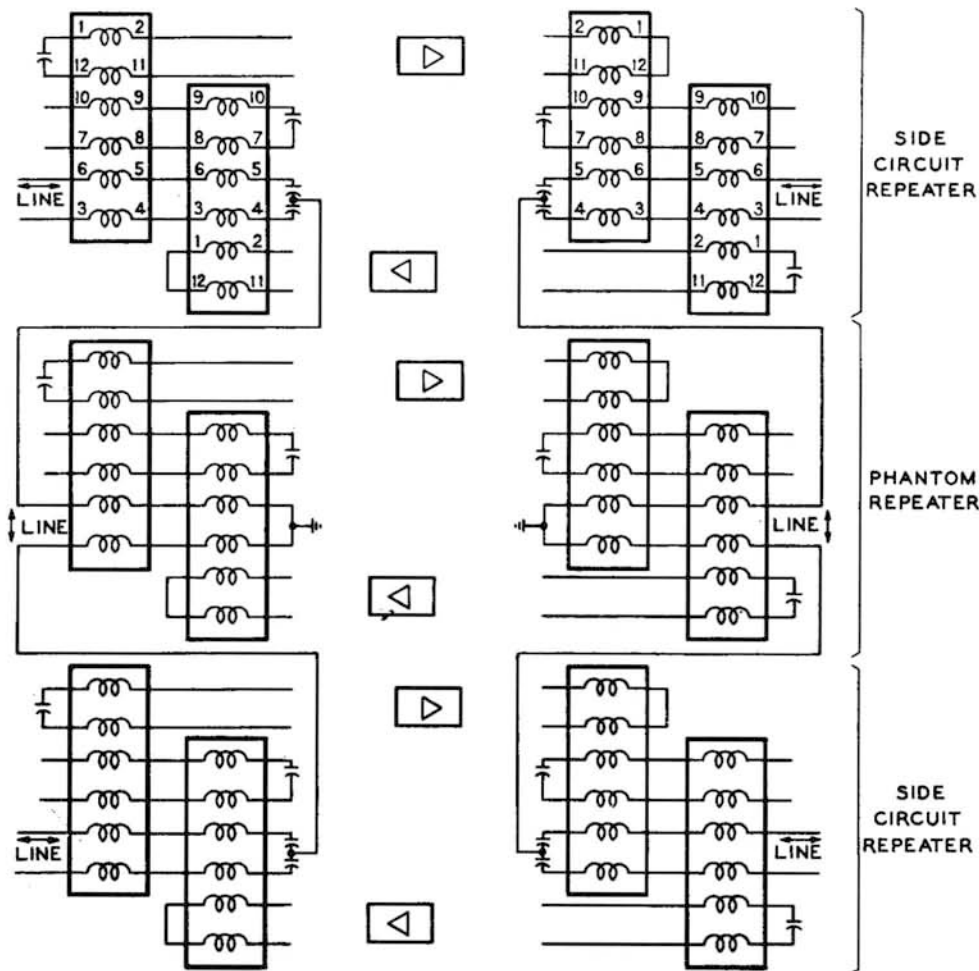 1 2 2 1
12 11 11 12
10 9 9 10 10 9 9 10
7 8 8 7 7 8 8 7
6 5 6 5 5 6 5 6
LINE LINE
3 4 3 4 4 3 4 3
1 2 2 1
12 11 11 12
SIDE
CIRCUIT
REPEATER
LINE LINE
PHANTOM
REPEATER
LINE LINE
SIDE
CIRCUIT
REPEATER